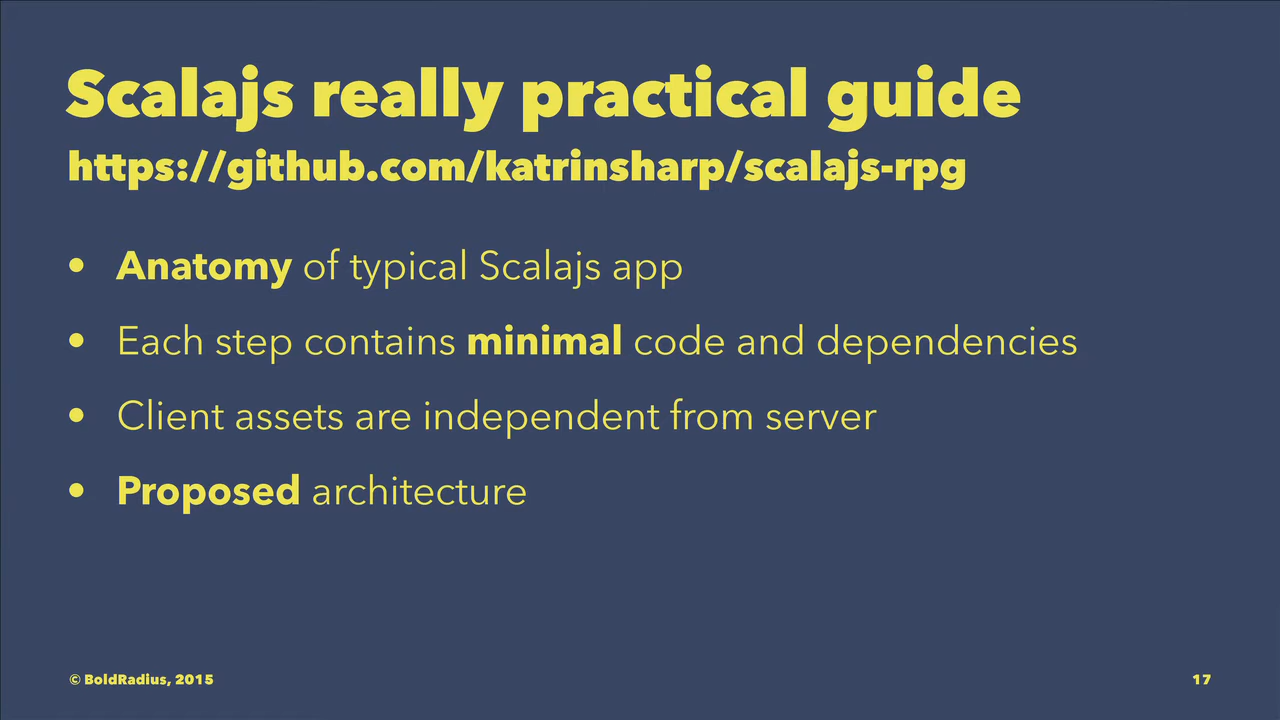 Scalajs really practical guide
https://github.com/katrinsharp/scalajs-rpg
• Anatomy of typical Scalajs app
• Each step contains minimal code and dependencies
• Client assets are independent from server
• Proposed architecture
© BoldRadius, 2015
17